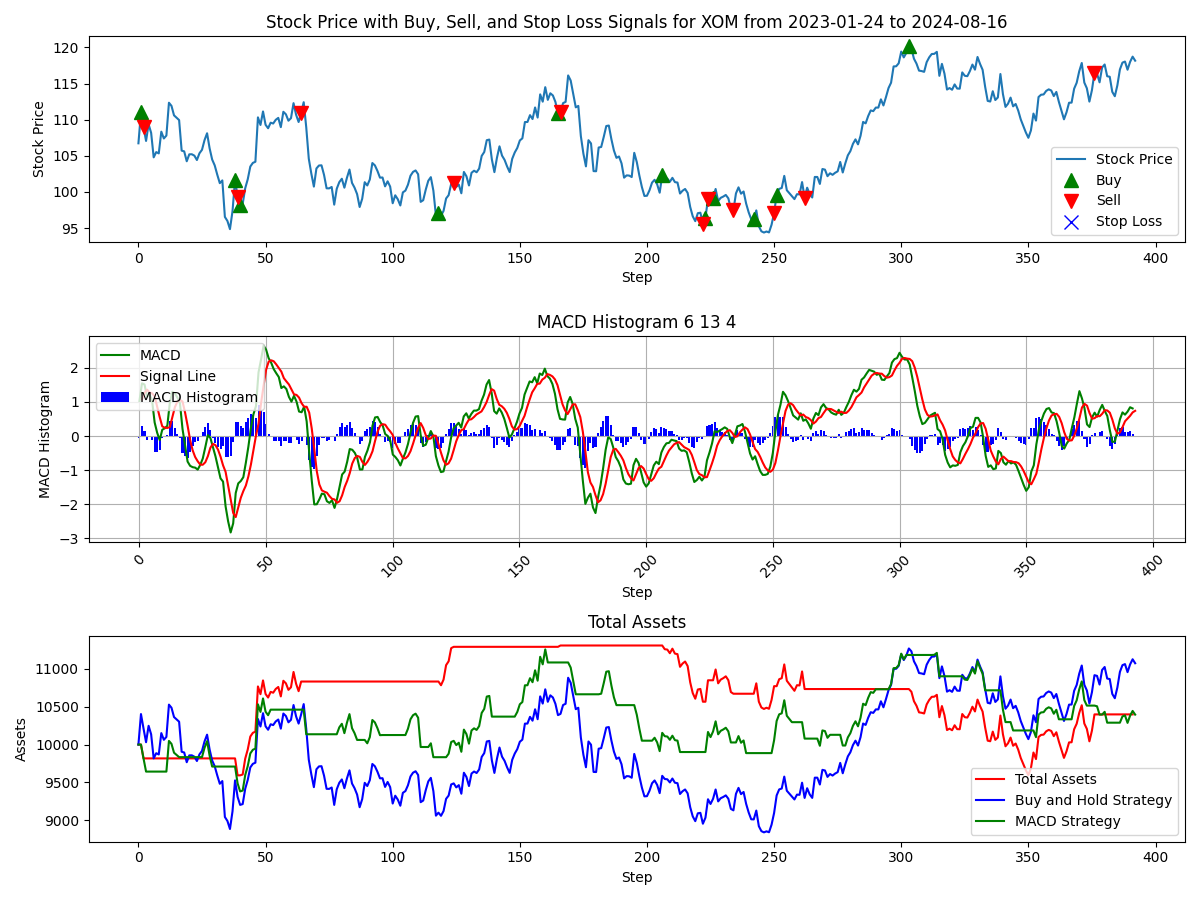 Stock Price with Buy, Sell, and Stop Loss Signals for XOM from 2023-01-24 to 2024-08-16
120
115
110
105
100
95
Stock Price
Stock Price
Buy
Sell
Stop Loss
0 50 100 150 200 250 300 350 400
Step
MACD Histogram 6 13 4
2
1
0
−1
−2
−3
MACD Histogram
MACD
Signal Line
MACD Histogram
0 50 100 150 200 250 300 350 400
Step
Total Assets
11000
10500
10000
9500
9000
Assets
Total Assets
Buy and Hold Strategy
MACD Strategy
0 50 100 150 200 250 300 350 400
Step